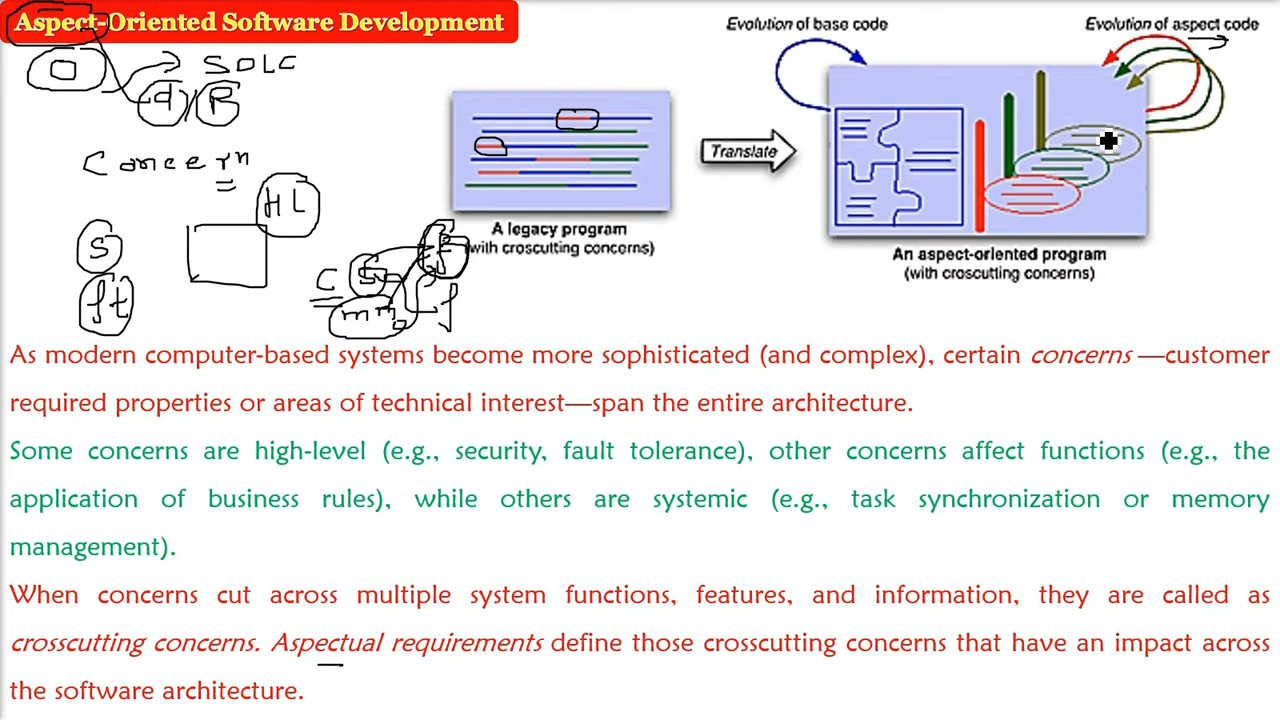 Aspect-Oriented Software Development
SDLC
Concern
HL
S
ft
C
Evolution of base code
Evolution of aspect code
Translate
A legacy program
(with croscutting concerns)
An aspect-oriented program
(with croscutting concerns)
As modern computer-based systems become more sophisticated (and complex), certain concerns —customer
required properties or areas of technical interest—span the entire architecture.
Some concerns are high-level (e.g., security, fault tolerance), other concerns affect functions (e.g., the
application of business rules), while others are systemic (e.g., task synchronization or memory
management).
When concerns cut across multiple system functions, features, and information, they are called as
crosscutting concerns. Aspectual requirements define those crosscutting concerns that have an impact across
the software architecture.